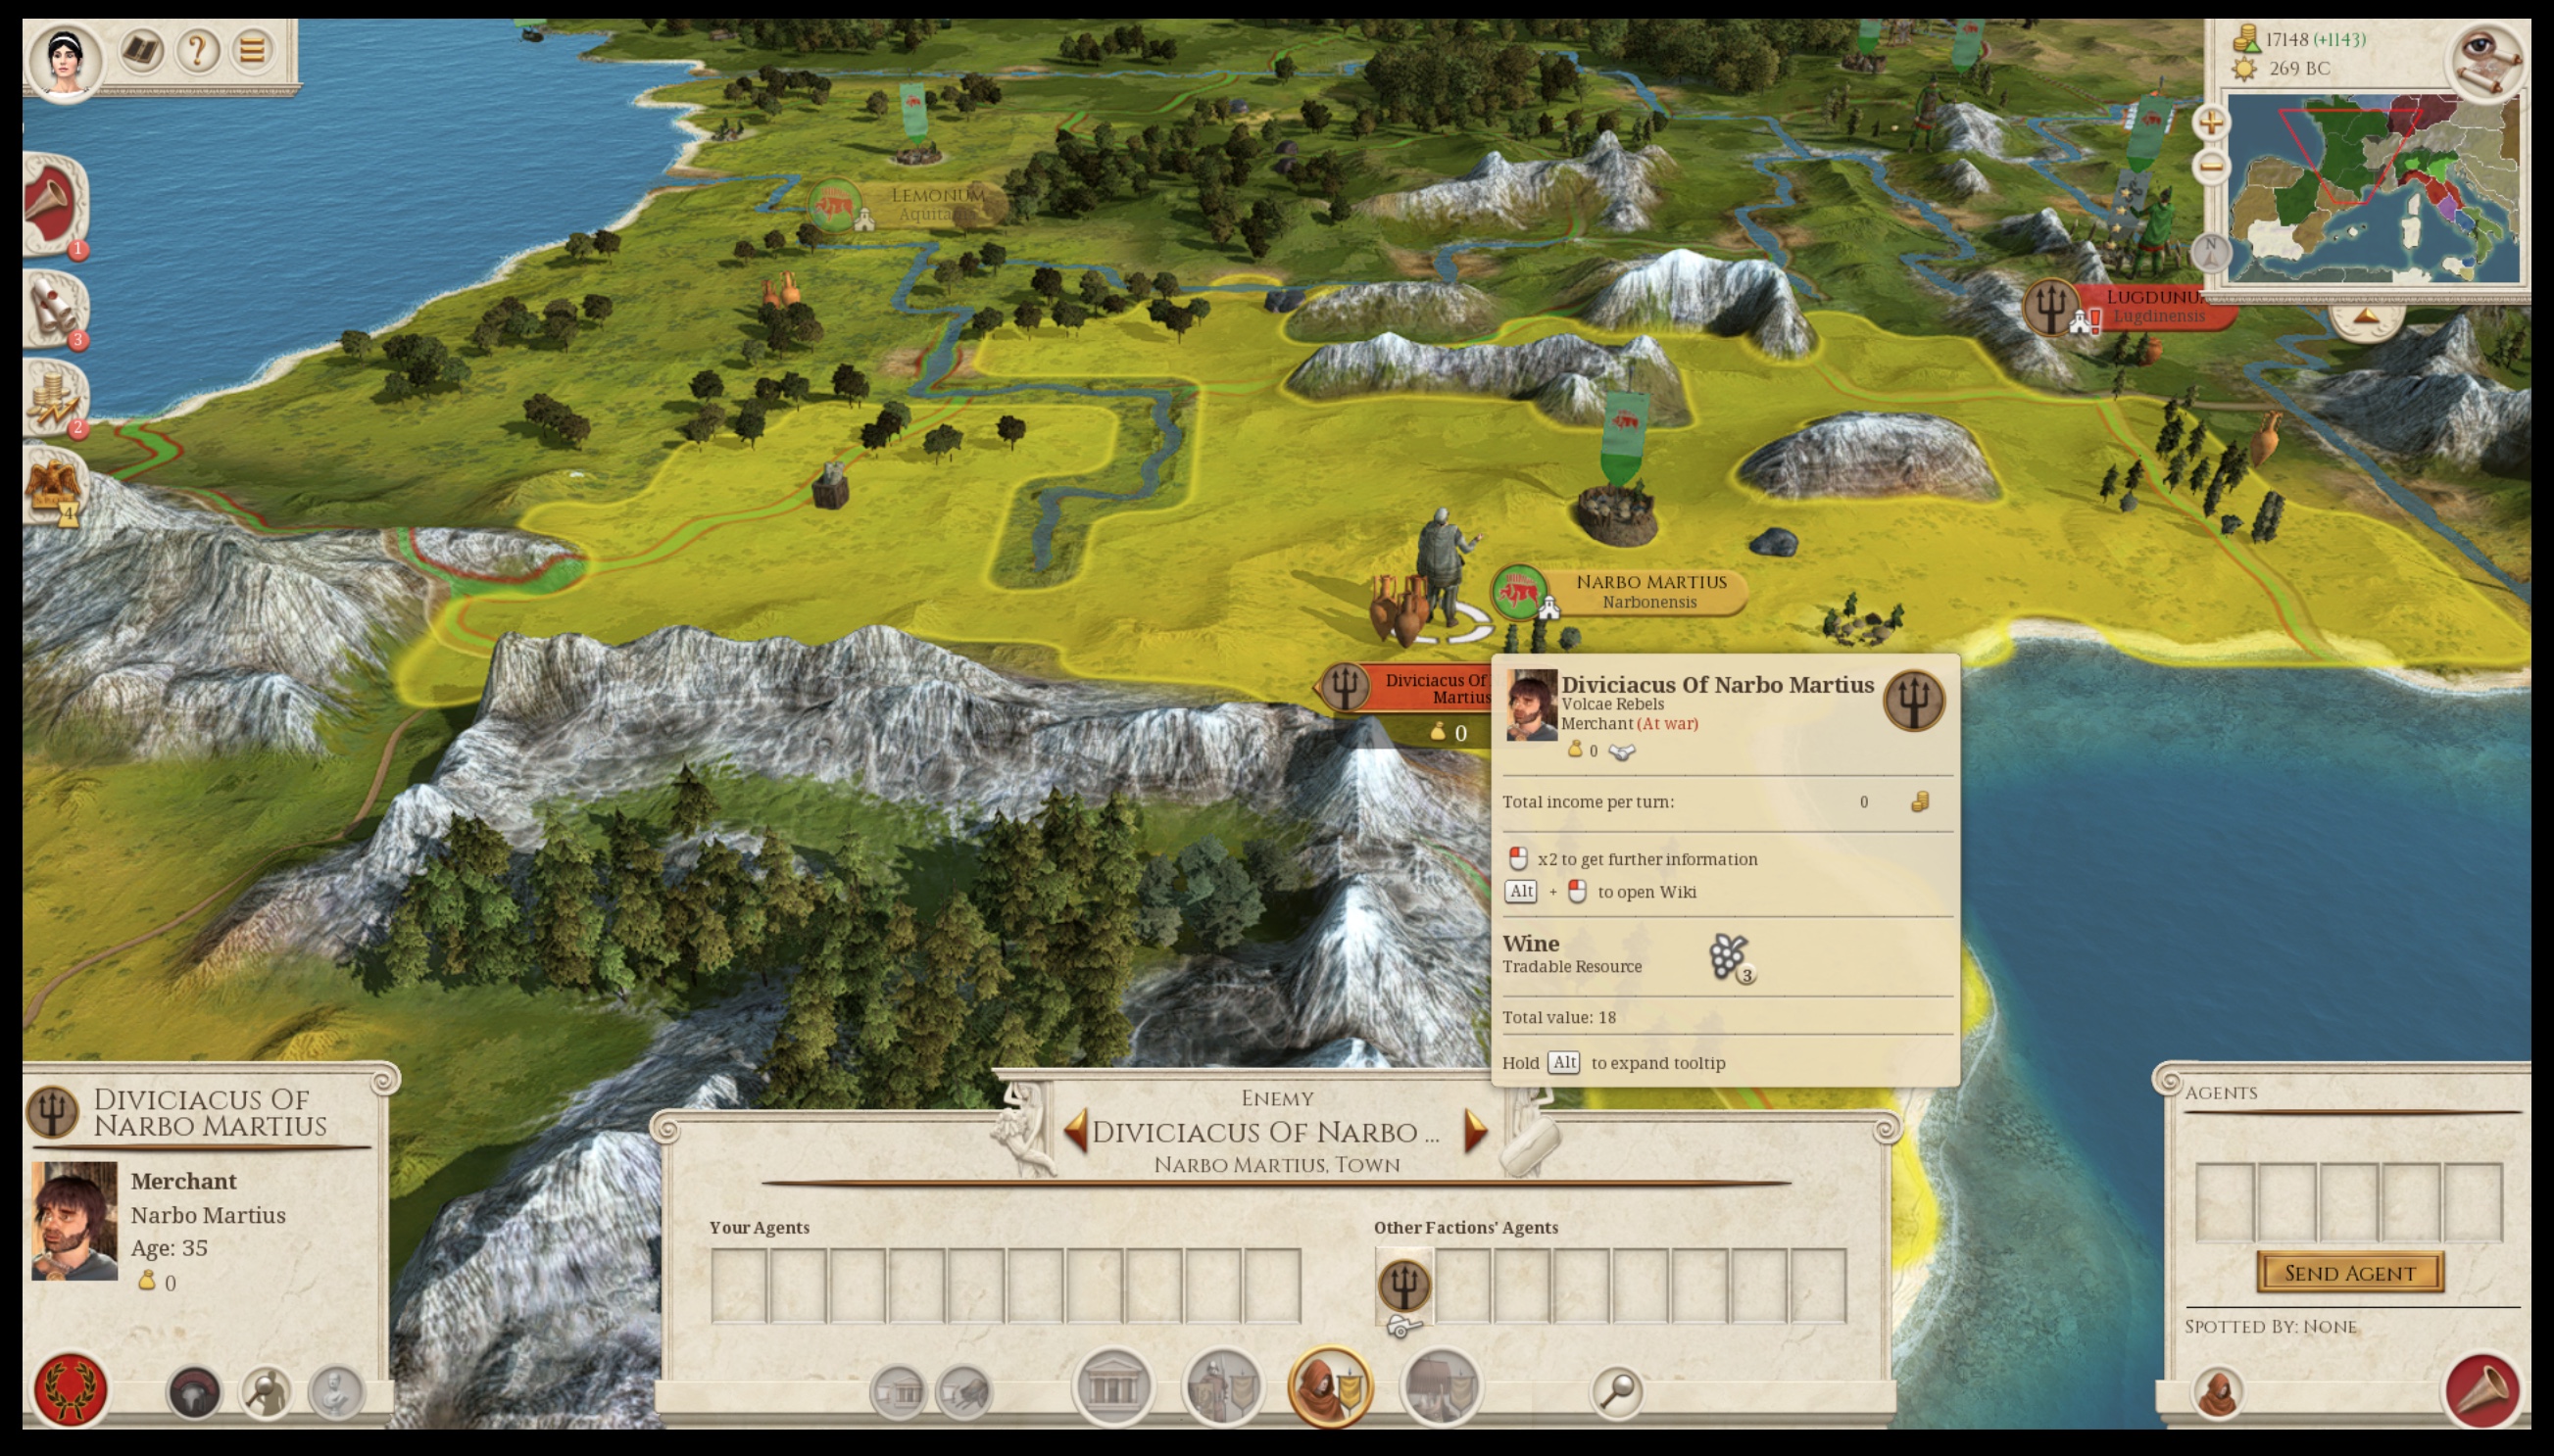 17148 (+1143)
269 BC
N
1
3
2
4
LEMONUM
LUGDUNU
Lugdinensis
NARBO MARTIUS
Narbonensis
Diviciacus Of
Martius
0
Diviciacus Of Narbo Martius
Volcae Rebels
Merchant (At war)
0
Total income per turn: 0
x2 to get further information
Alt + to open Wiki
Wine
Tradable Resource
3
Total value: 18
Hold Alt to expand tooltip
DIVICIACUS OF
NARBO MARTIUS
Merchant
Narbo Martius
Age: 35
0
ENEMY
DIVICIACUS OF NARBO ...
NARBO MARTIUS, TOWN
Your Agents
Other Factions' Agents
AGENTS
SEND AGENT
SPOTTED BY: NONE